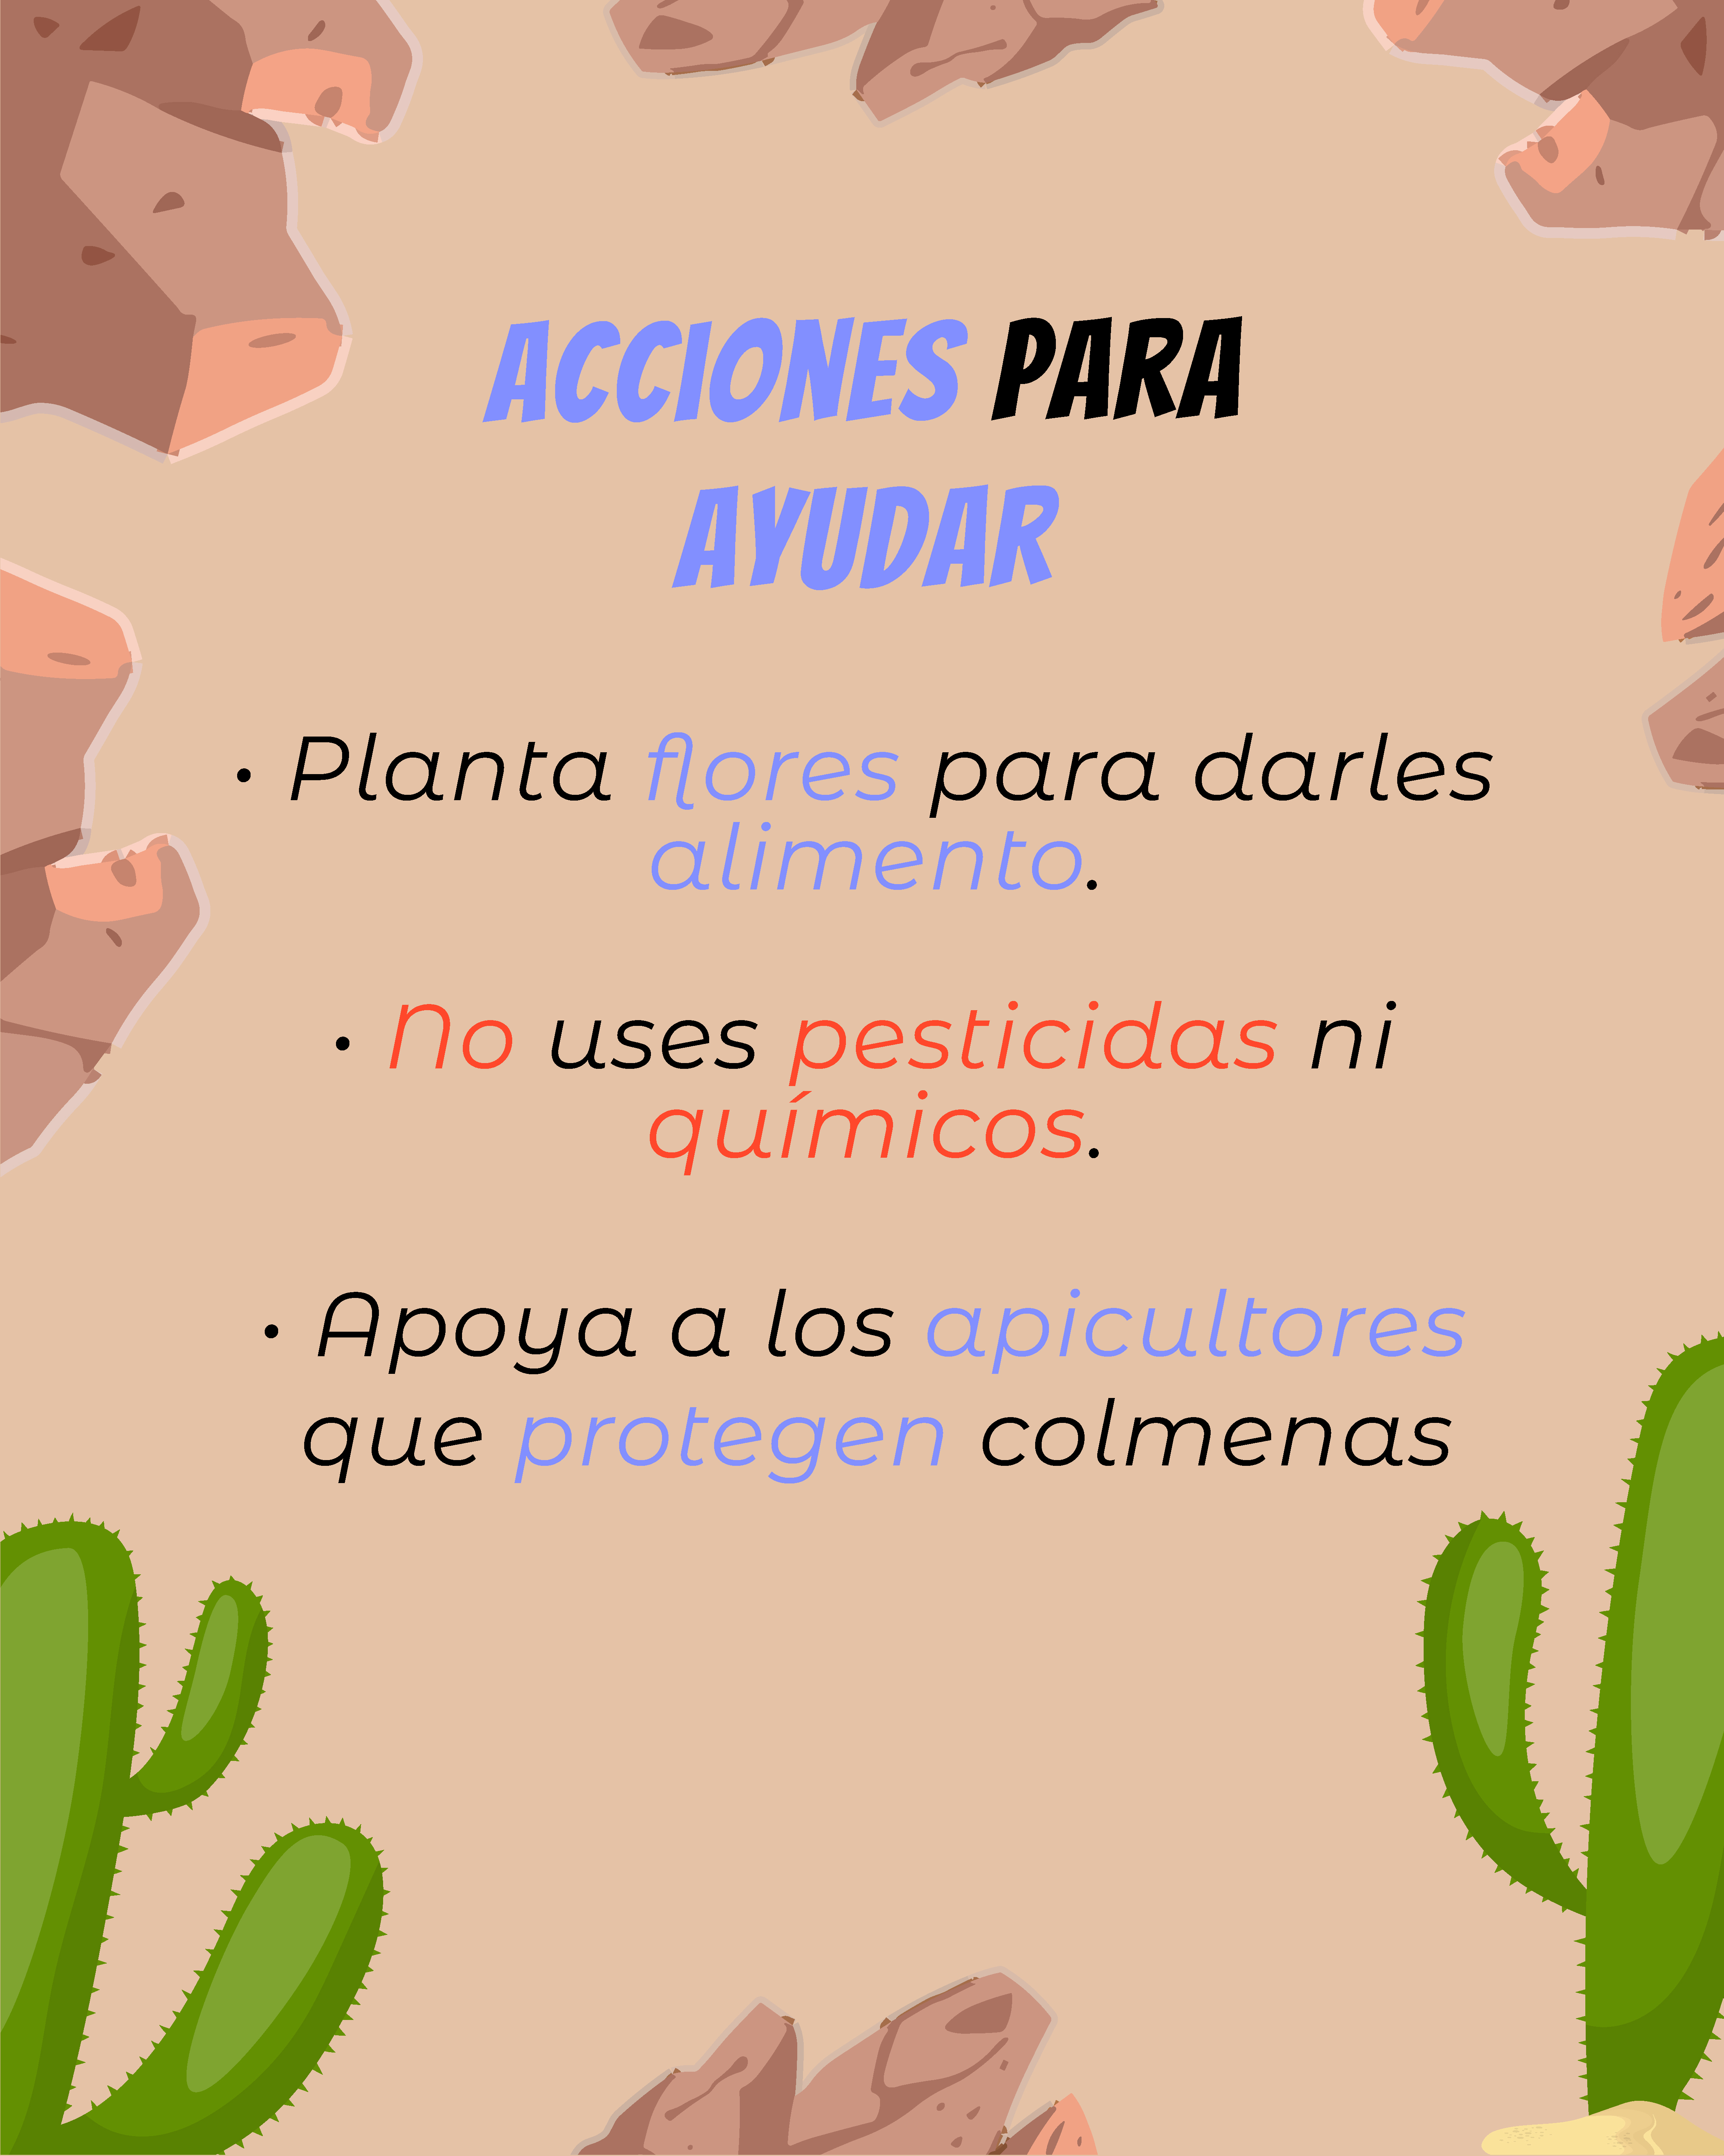 ACCIONES PARA
AYUDAR
• Planta flores para darles
alimento.
• No uses pesticidas ni
químicos.
• Apoya a los apicultores
que protegen colmenas